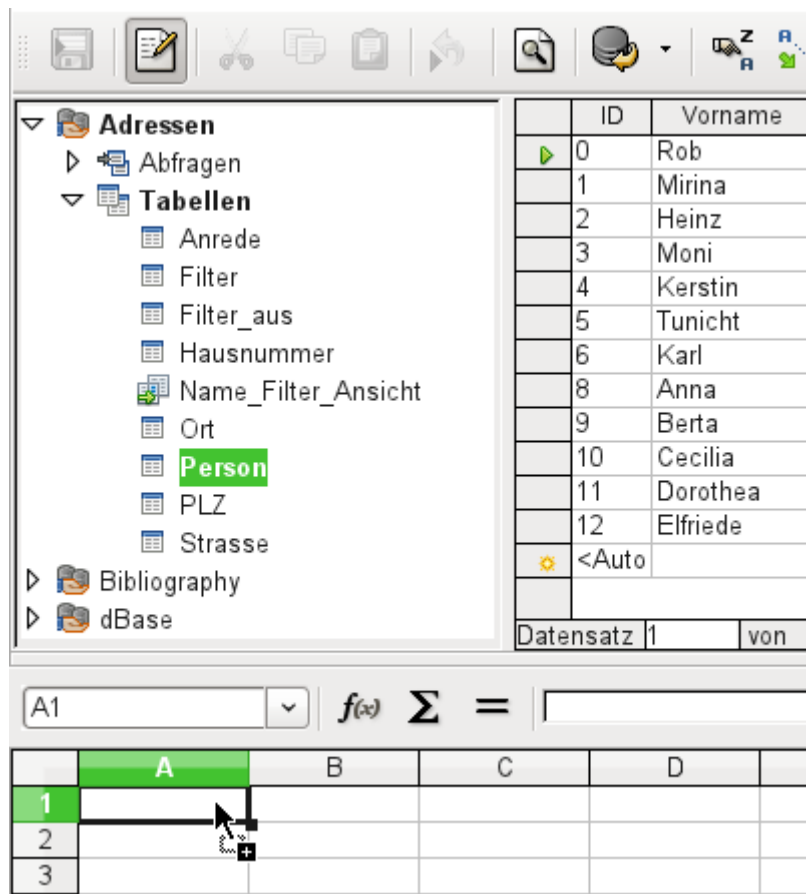 Z
A
A
Adressen
Abfragen
Tabellen
Anrede
Filter
Filter_aus
Hausnummer
Name_Filter_Ansicht
Ort
Person
PLZ
Strasse
Bibliography
dBase
ID Vorname
0 Rob
1 Mirina
2 Heinz
3 Moni
4 Kerstin
5 Tunicht
6 Karl
8 Anna
9 Berta
10 Cecilia
11 Dorothea
12 Elfriede
<Auto
Datensatz 1 von
A1 f(x) Σ =
A B C D
1
2
3